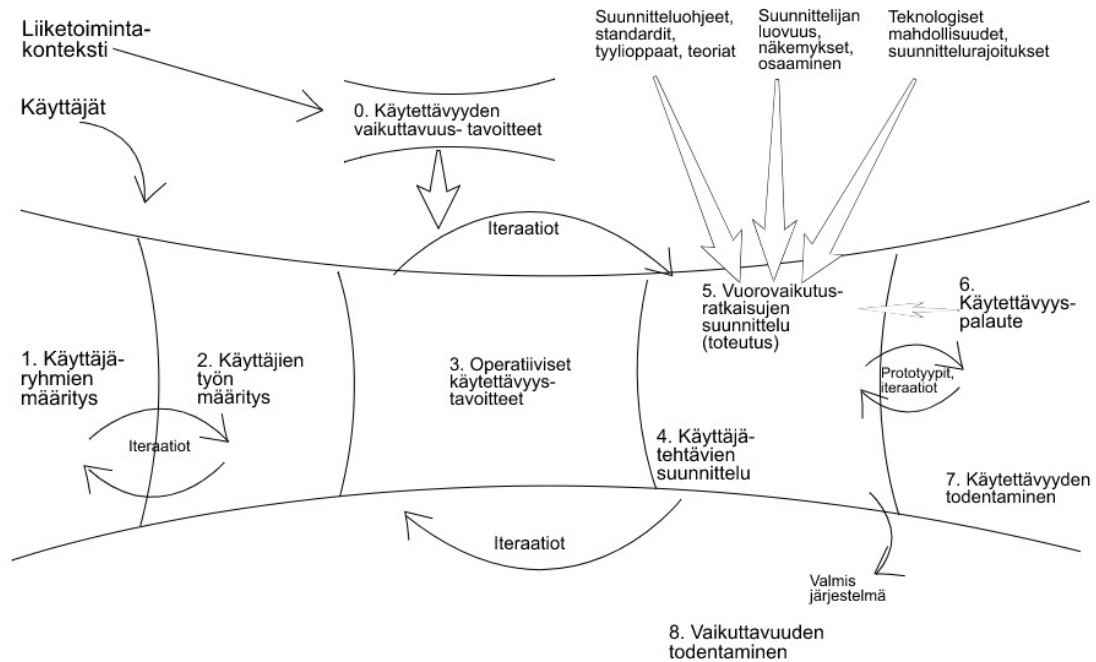 Liiketoiminta-
konteksti
Käyttäjät
0. Käytettävyyden
vaikuttavuus- tavoitteet
Suunnitteluohjeet,
standardit,
tyylioppaat, teoriat
Suunnittelijan
luovuus,
näkemykset,
osaaminen
Teknologiset
mahdollisuudet,
suunnittelurajoitukset
Iteraatiot
1. Käyttäjä-
ryhmien
määritys
2. Käyttäjien
työn
määritys
Iteraatiot
3. Operatiiviset
käytettävyys-
tavoitteet
4. Käyttäjä-
tehtävien
suunnittelu
5. Vuorovaikutus-
ratkaisujen
suunnittelu
(toteutus)
6.
Käytettävyys-
palaute
Prototyypit,
iteraatiot
7. Käytettävyyden
todentaminen
Iteraatiot
Valmis
järjestelmä
8. Vaikuttavuuden
todentaminen